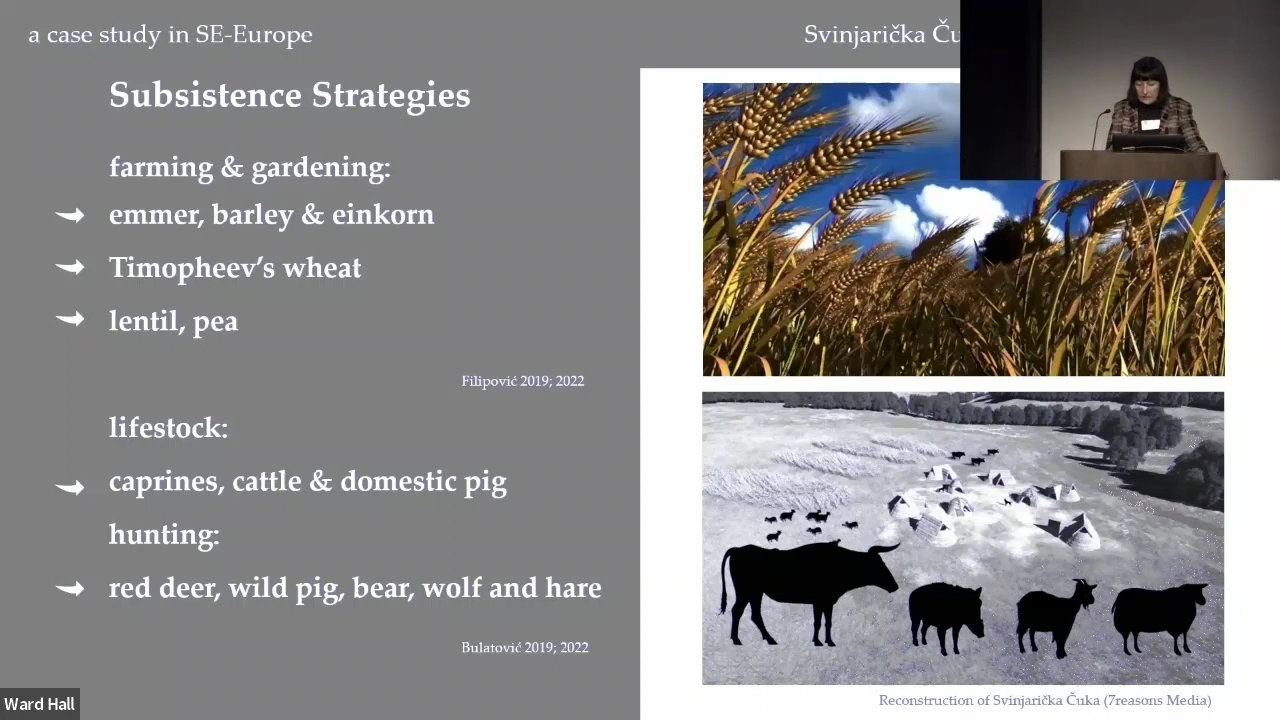 a case study in SE-Europe
Svinjarička Ču
Subsistence Strategies
farming & gardening:
emmer, barley & einkorn
Timopheev's wheat
lentil, pea
Filipović 2019; 2022
lifestock:
caprines, cattle & domestic pig
hunting:
red deer, wild pig, bear, wolf and hare
Bulatović 2019; 2022
Reconstruction of Svinjarička Čuka (7reasons Media)
Ward Hall